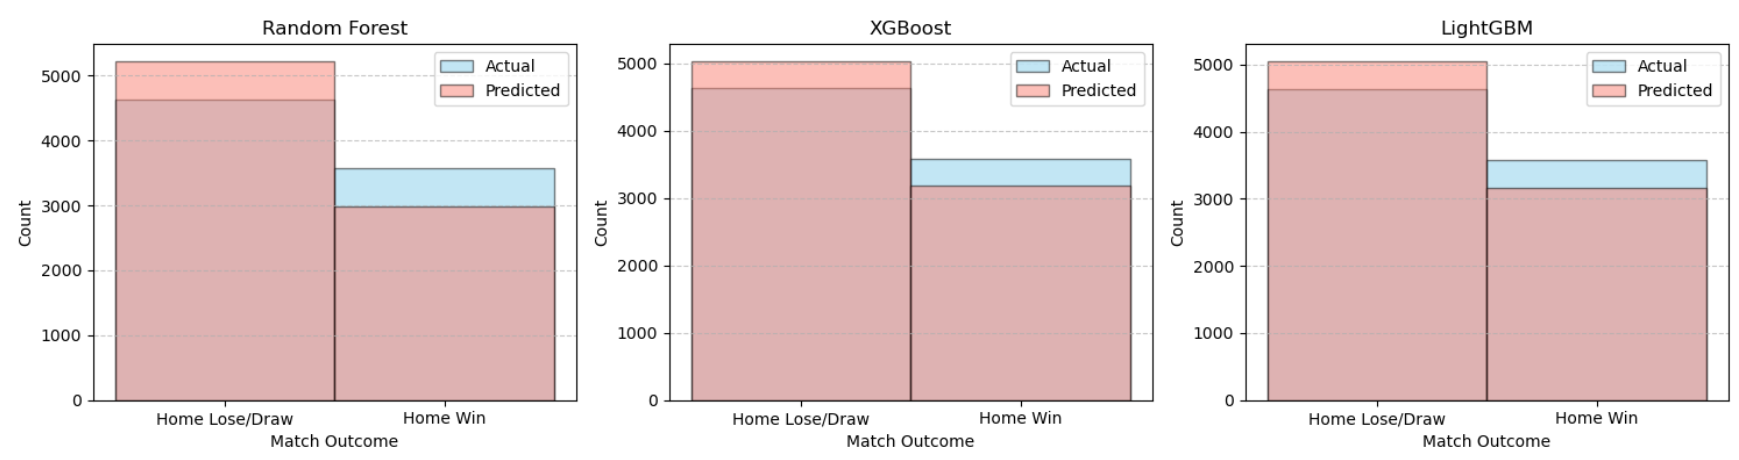 Random Forest
5000
4000
3000
2000
1000
0
Count
Actual
Predicted
Home Lose/Draw
Home Win
Match Outcome
XGBoost
5000
4000
3000
2000
1000
0
Count
Actual
Predicted
Home Lose/Draw
Home Win
Match Outcome
LightGBM
5000
4000
3000
2000
1000
0
Count
Actual
Predicted
Home Lose/Draw
Home Win
Match Outcome